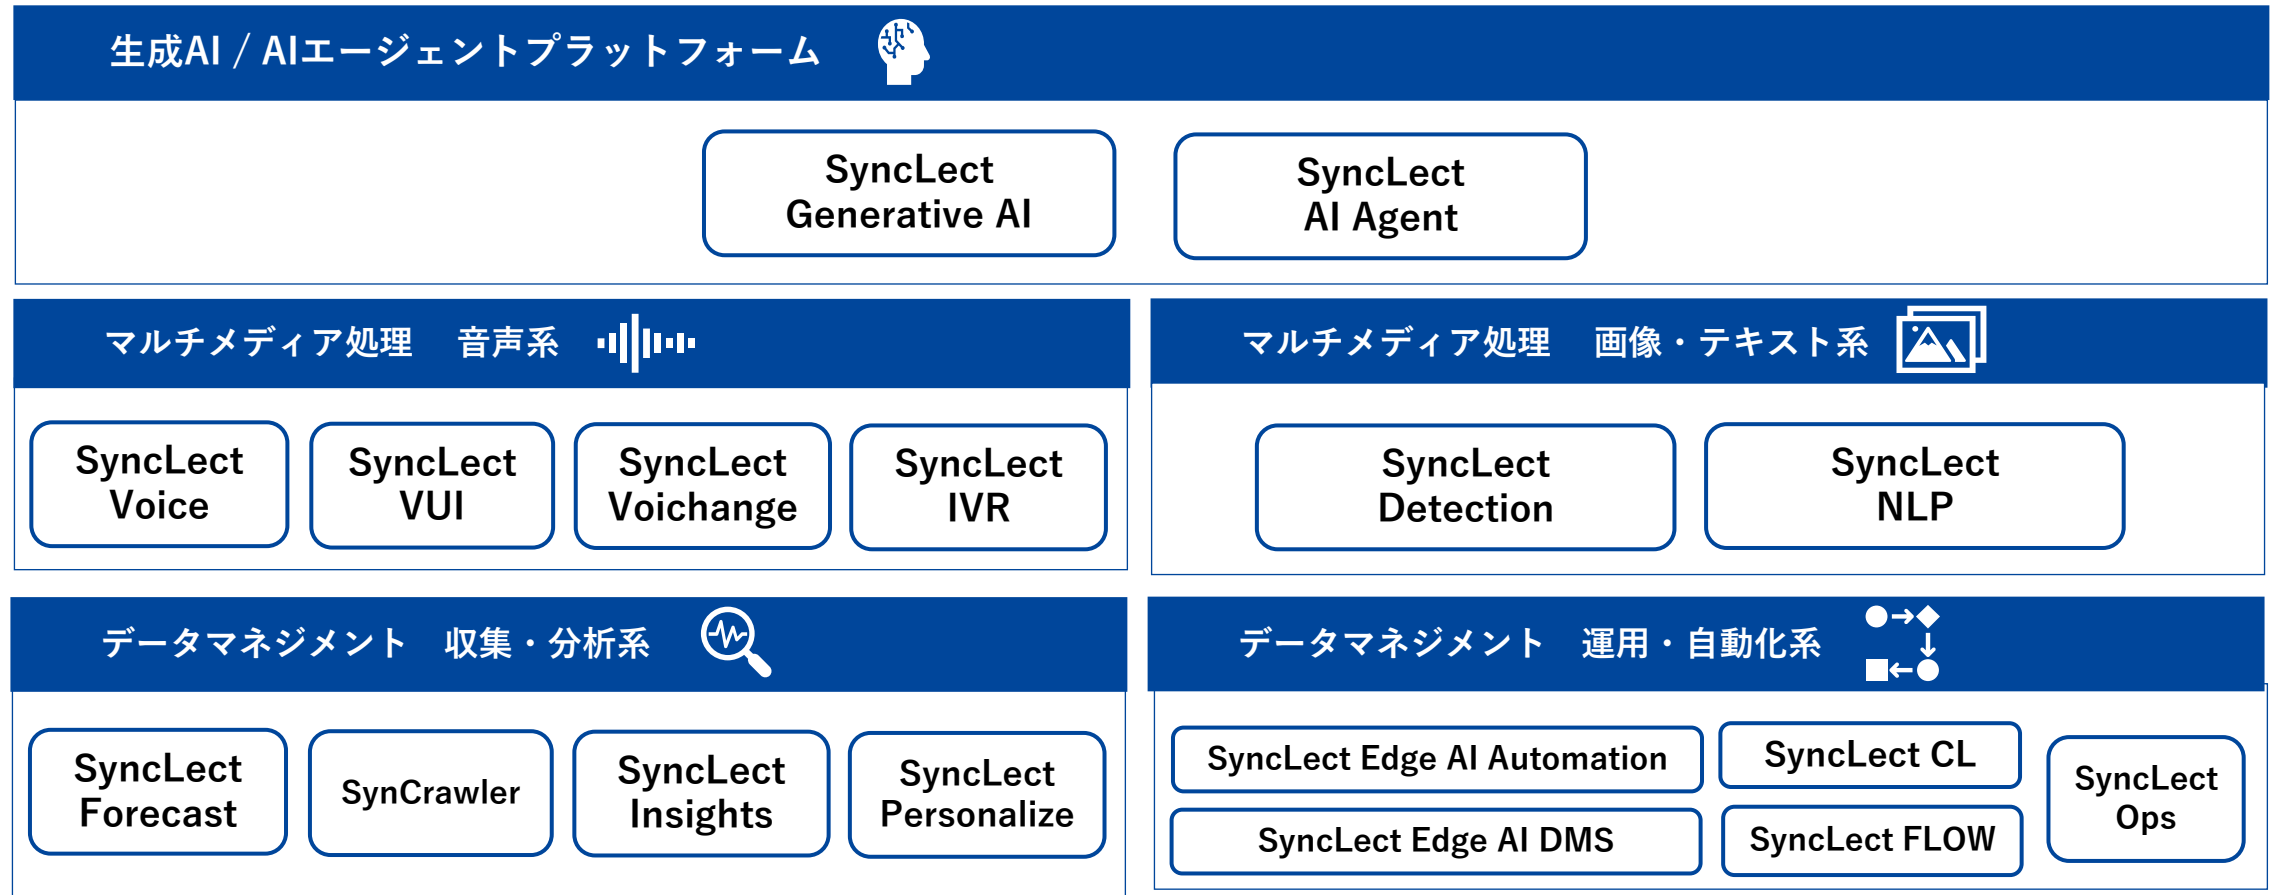 生成AI / AIエージェントプラットフォーム
SyncLect
Generative AI
SyncLect
AI Agent
マルチメディア処理　音声系
SyncLect
Voice
SyncLect
VUI
SyncLect
Voichange
SyncLect
IVR
マルチメディア処理　画像・テキスト系
SyncLect
Detection
SyncLect
NLP
データマネジメント　収集・分析系
SyncLect
Forecast
SynCrawler
SyncLect
Insights
SyncLect
Personalize
データマネジメント　運用・自動化系
SyncLect Edge AI Automation
SyncLect Edge AI DMS
SyncLect CL
SyncLect FLOW
SyncLect
Ops